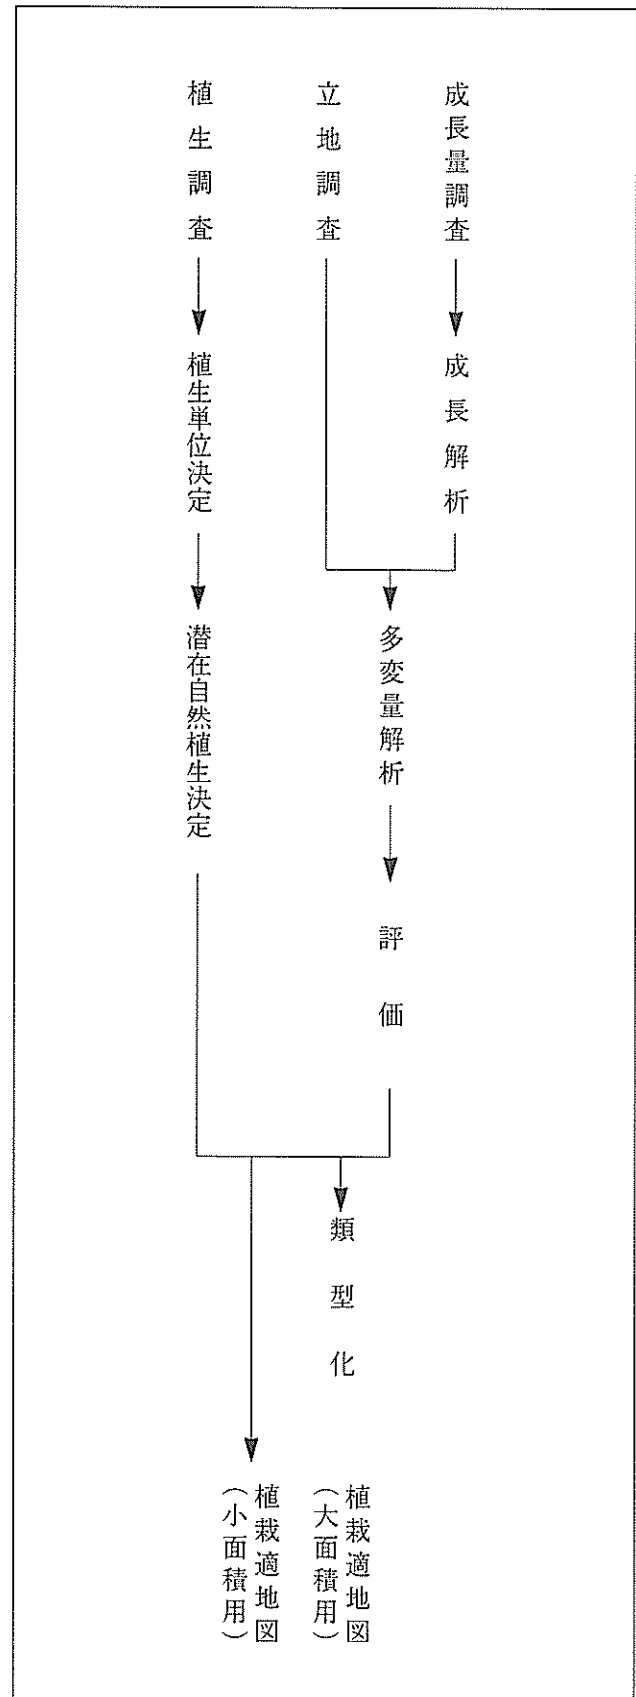 成長量調査
成長解析
立地調査
多変量解析
評価
類型化
植栽適地図
(大面積用)
植生調査
植生単位決定
潜在自然植生決定
植栽適地図
(小面積用)